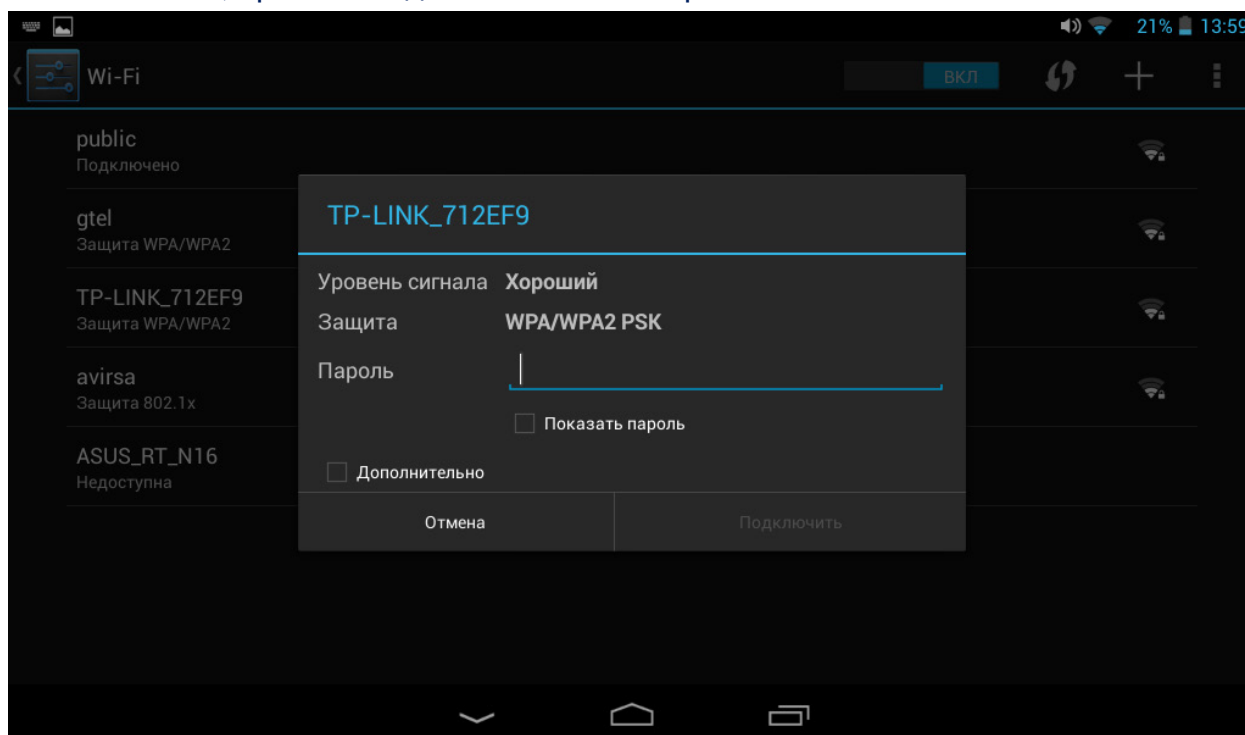 21% 13:59
Wi-Fi ВКЛ
public
Подключено
gtel
Защита WPA/WPA2
TP-LINK_712EF9
Защита WPA/WPA2
avirsa
Защита 802.1x
ASUS_RT_N16
Недоступна
TP-LINK_712EF9
Уровень сигнала Хороший
Защита WPA/WPA2 PSK
Пароль
Показать пароль
Дополнительно
Отмена Подключить